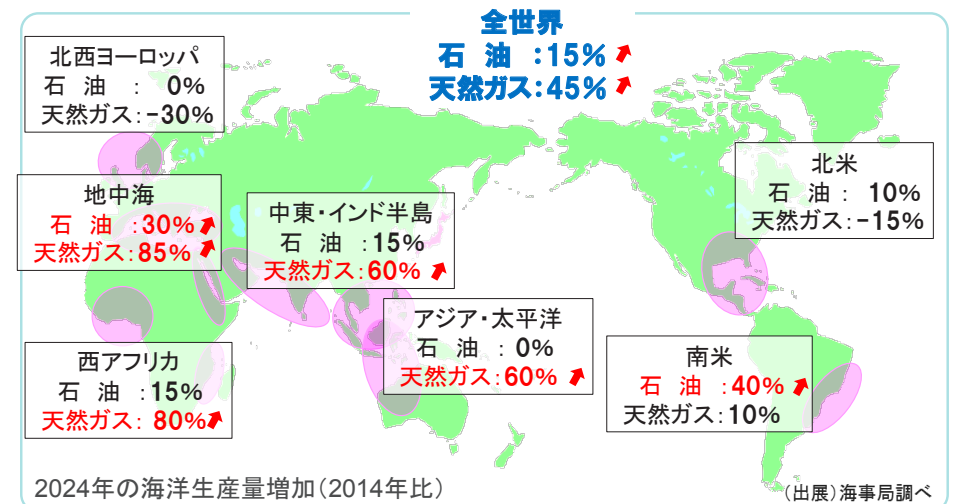 全世界
石 油 :15%
天然ガス:45%
北西ヨーロッパ
石 油 : 0%
天然ガス:-30%
地中海
石 油 :30%
天然ガス:85%
中東・インド半島
石 油 :15%
天然ガス:60%
北米
石 油: 10%
天然ガス:-15%
アジア・太平洋
石 油 : 0%
天然ガス:60%
西アフリカ
石 油 :15%
天然ガス: 80%
南米
石 油 :40%
天然ガス:10%
2024年の海洋生産量増加(2014年比)
(出展)海事局調べ